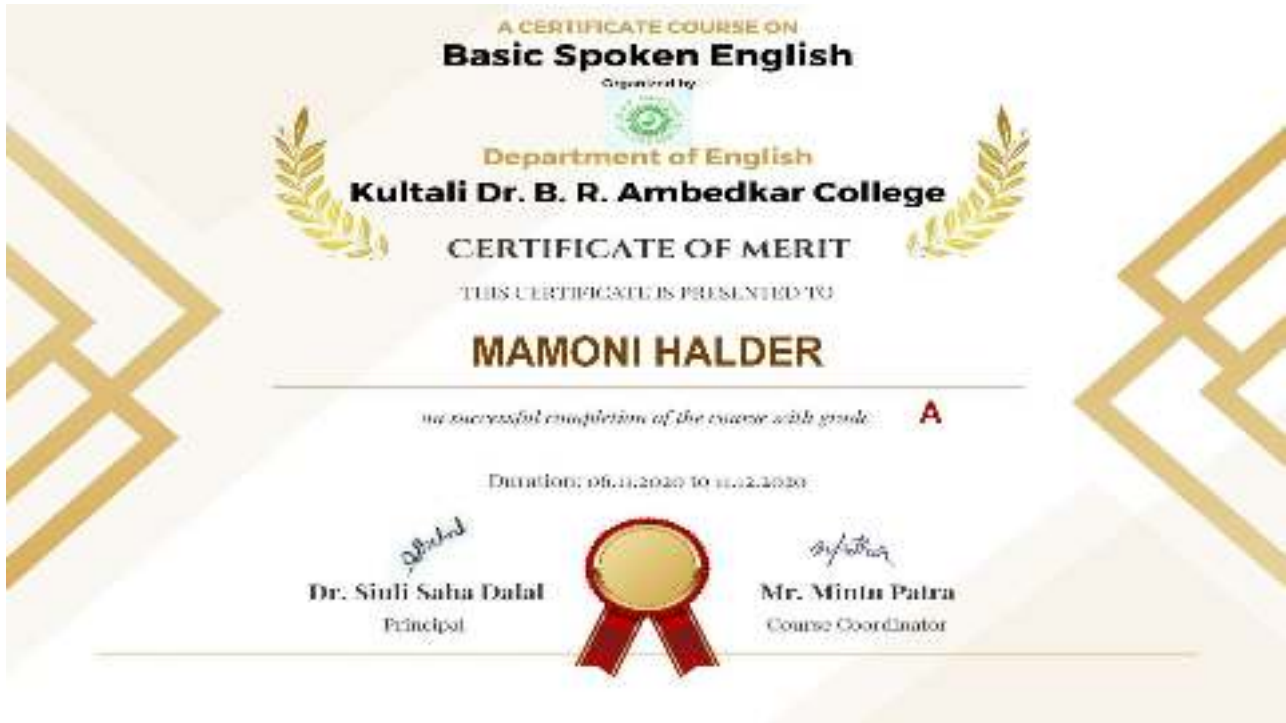 A CERTIFICATE COURSE ON
Basic Spoken English
Organized by
Department of English
Kultali Dr. B. R. Ambedkar College
CERTIFICATE OF MERIT
THIS CERTIFICATE IS PRESENTED TO
MAMONI HALDER
on successful completion of the course with grade A
Duration: 06.11.2020 to 11.12.2020
Dr. Siuli Saha Dalal
Mr. Mintu Patra
Principal
Course Coordinator